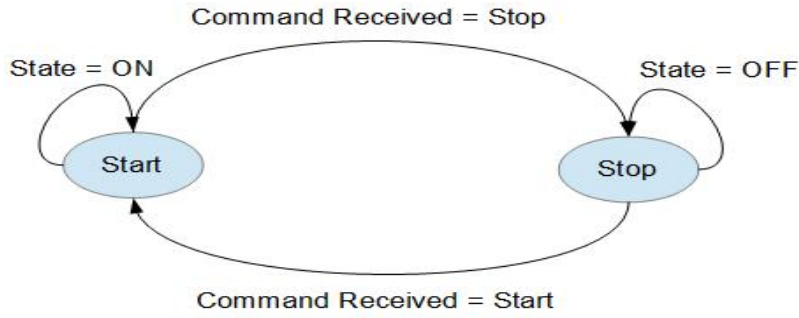 Command Received = Stop
State = ON
State = OFF
Start
Stop
Command Received = Start